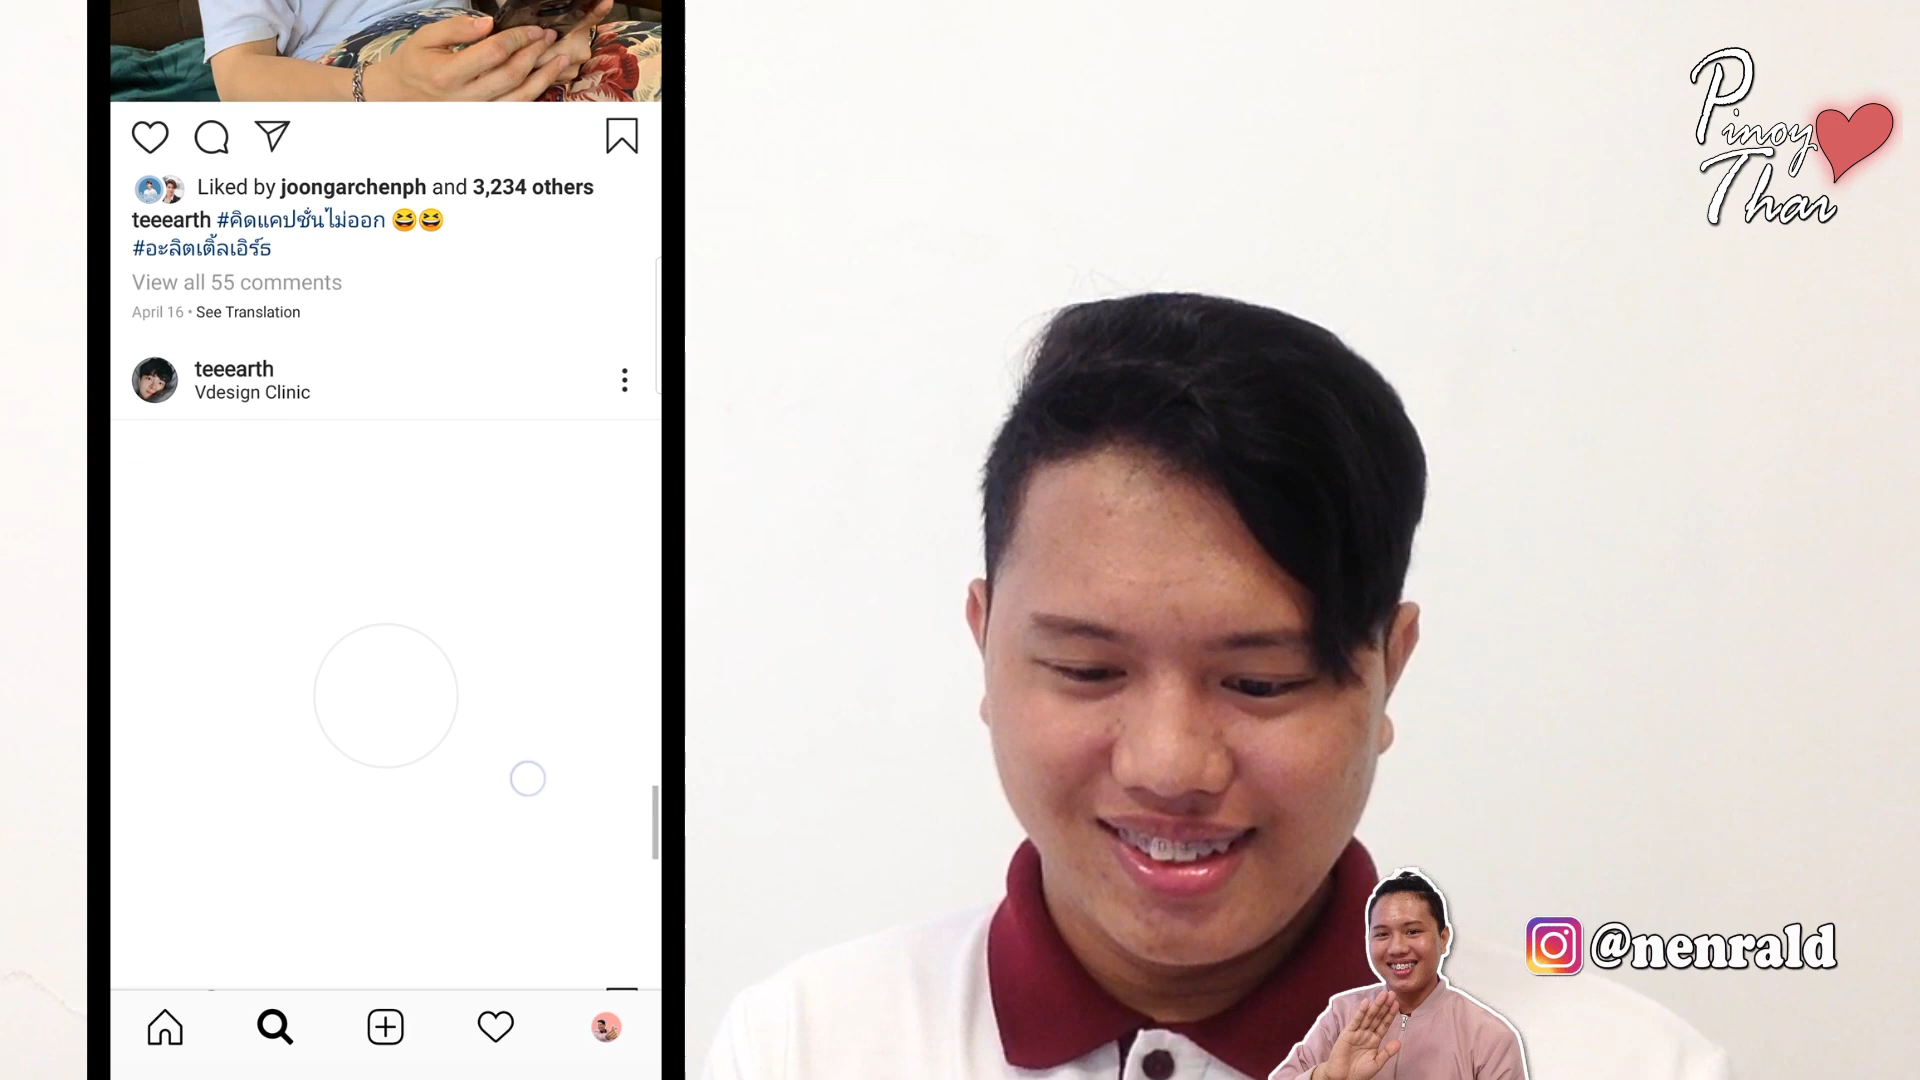 Liked by joongarchenph and 3,234 others
teeearth #คิดแคปชั่นไม่ออก 😆😆
#อะลิตเติ้ลเอิร์ธ
View all 55 comments
April 16 • See Translation
teeearth
Vdesign Clinic
Pinoy
Thai
@nenrald